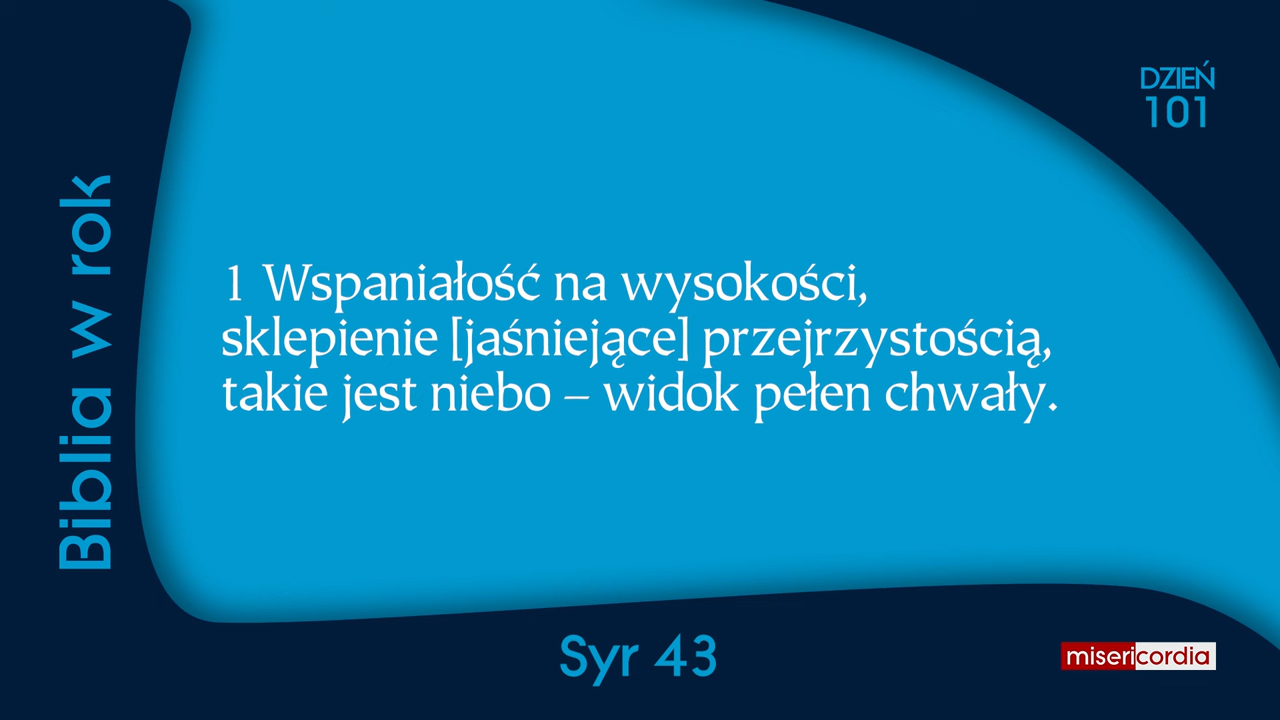 DZIEŃ
101
Biblia w rok
1 Wspaniałość na wysokości,
sklepienie [jaśniejące] przejrzystością,
takie jest niebo – widok pełen chwały.
Syr 43
misericordia